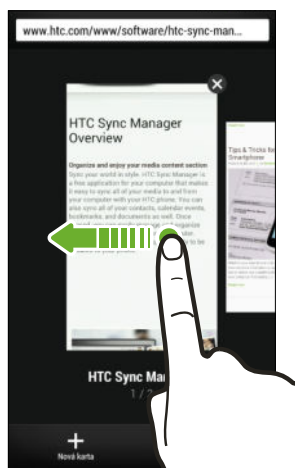 www.htc.com/www/software/htc-sync-man...
HTC Sync Manager
Overview
Organize and enjoy your media content section
Sync your world in style. HTC Sync Manager is
a free application for your computer that makes
it easy to sync all of your media to and from
your computer with your HTC phone. You can
also sync all of your contacts, calendar events,
bookmarks, and documents as well. Once
Tips & Tricks for
Smartphone
HTC Sync Ma
1 / 2
Nová karta